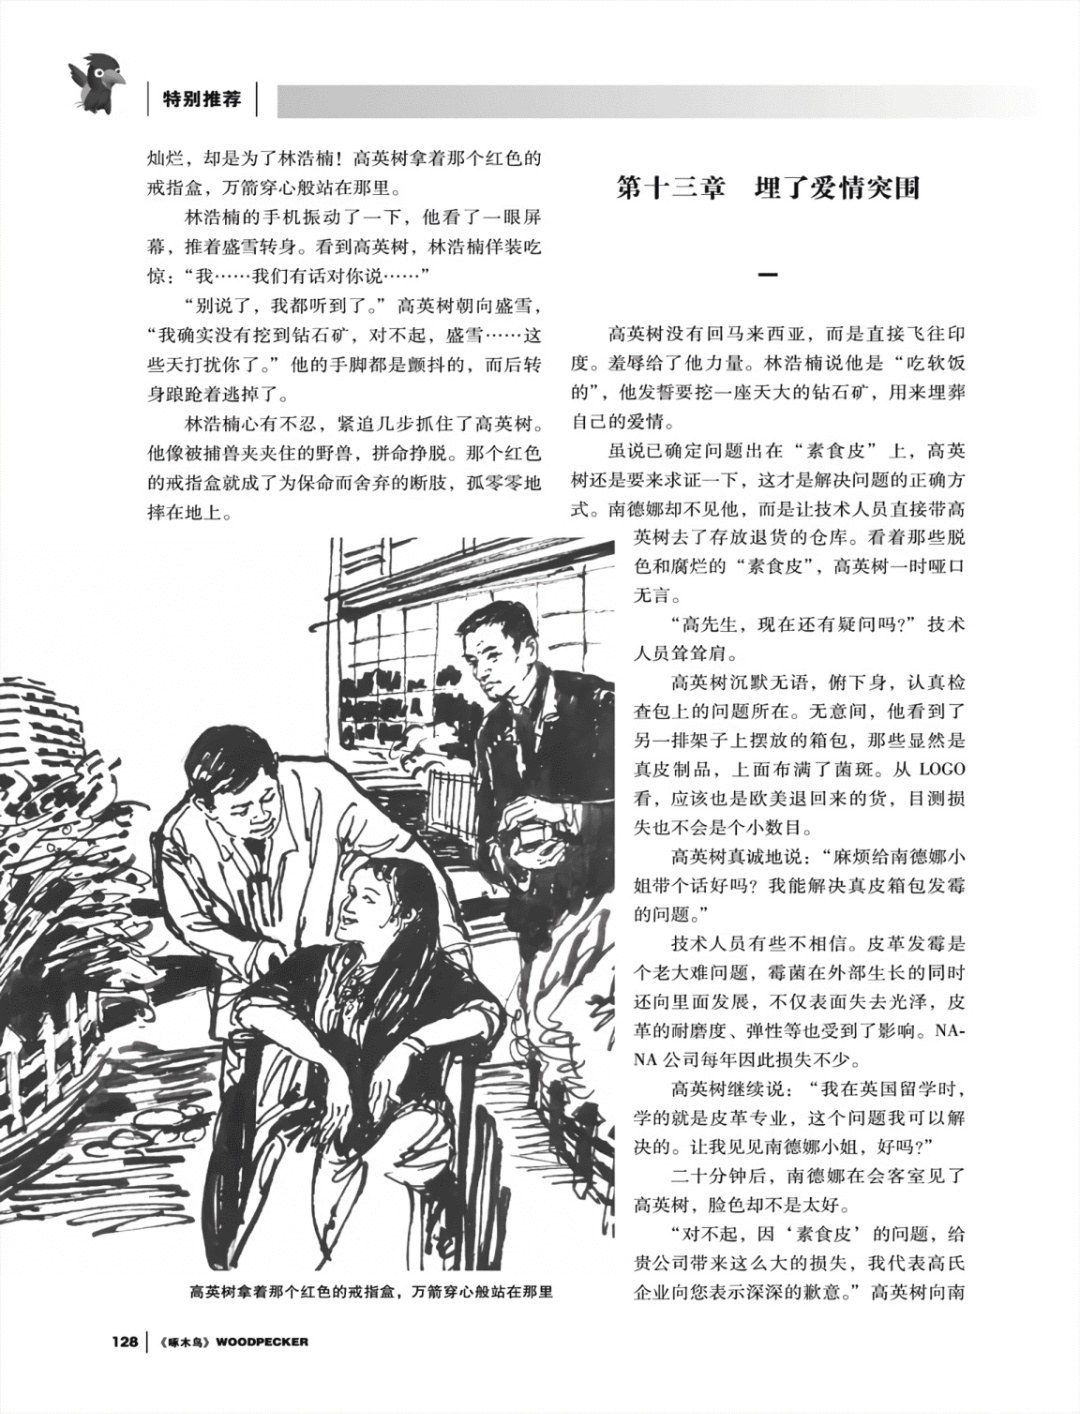 特别推荐
灿烂，却是为了林浩楠！高英树拿着那个红色的
戒指盒，万箭穿心般站在那里。
林浩楠的手机振动了一下，他看了一眼屏
幕，推着盛雪转身。看到高英树，林浩楠佯装吃
惊：“我……我们有话对你说……”
“别说了，我都听到了。”高英树朝向盛雪，
“我确实没有挖到钻石矿，对不起，盛雪……这
些天打扰你了。”他的手脚都是颤抖的，而后转
身踉跄着逃掉了。
林浩楠心有不忍，紧追几步抓住了高英树。
他像被捕兽夹夹住的野兽，拼命挣脱。那个红色
的戒指盒就成了为保命而舍弃的断肢，孤零零地
摔在地上。
高英树拿着那个红色的戒指盒，万箭穿心般站在那里
第十三章　埋了爱情突围
一
高英树没有回马来西亚，而是直接飞往印
度。羞辱给了他力量。林浩楠说他是“吃软饭
的”，他发誓要挖一座天大的钻石矿，用来埋葬
自己的爱情。
虽说已确定问题出在“素食皮”上，高英
树还是要来求证一下，这才是解决问题的正确方
式。南德娜却不见他，而是让技术人员直接带高
英树去了存放退货的仓库。看着那些脱
色和腐烂的“素食皮”，高英树一时哑口
无言。
“高先生，现在还有疑问吗?”技术
人员耸耸肩。
高英树沉默无语，俯下身，认真检
查包上的问题所在。无意间，他看到了
另一排架子上摆放的箱包，那些显然是
真皮制品，上面布满了菌斑。从 LOGO
看，应该也是欧美退回来的货，目测损
失也不会是个小数目。
高英树真诚地说：“麻烦给南德娜小
姐带个话好吗？我能解决真皮箱包发霉
的问题。”
技术人员有些不相信。皮革发霉是
个老大难问题，霉菌在外部生长的同时
还向里面发展，不仅表面失去光泽，皮
革的耐磨度、弹性等也受到了影响。NA-
NA 公司每年因此损失不少。
高英树继续说：“我在英国留学时，
学的就是皮革专业，这个问题我可以解
决的。让我见见南德娜小姐，好吗?”
二十分钟后，南德娜在会客室见了
高英树，脸色却不是太好。
“对不起，因‘素食皮’的问题，给
贵公司带来这么大的损失，我代表高氏
企业向您表示深深的歉意。”高英树向南
128 《啄木鸟》WOODPECKER